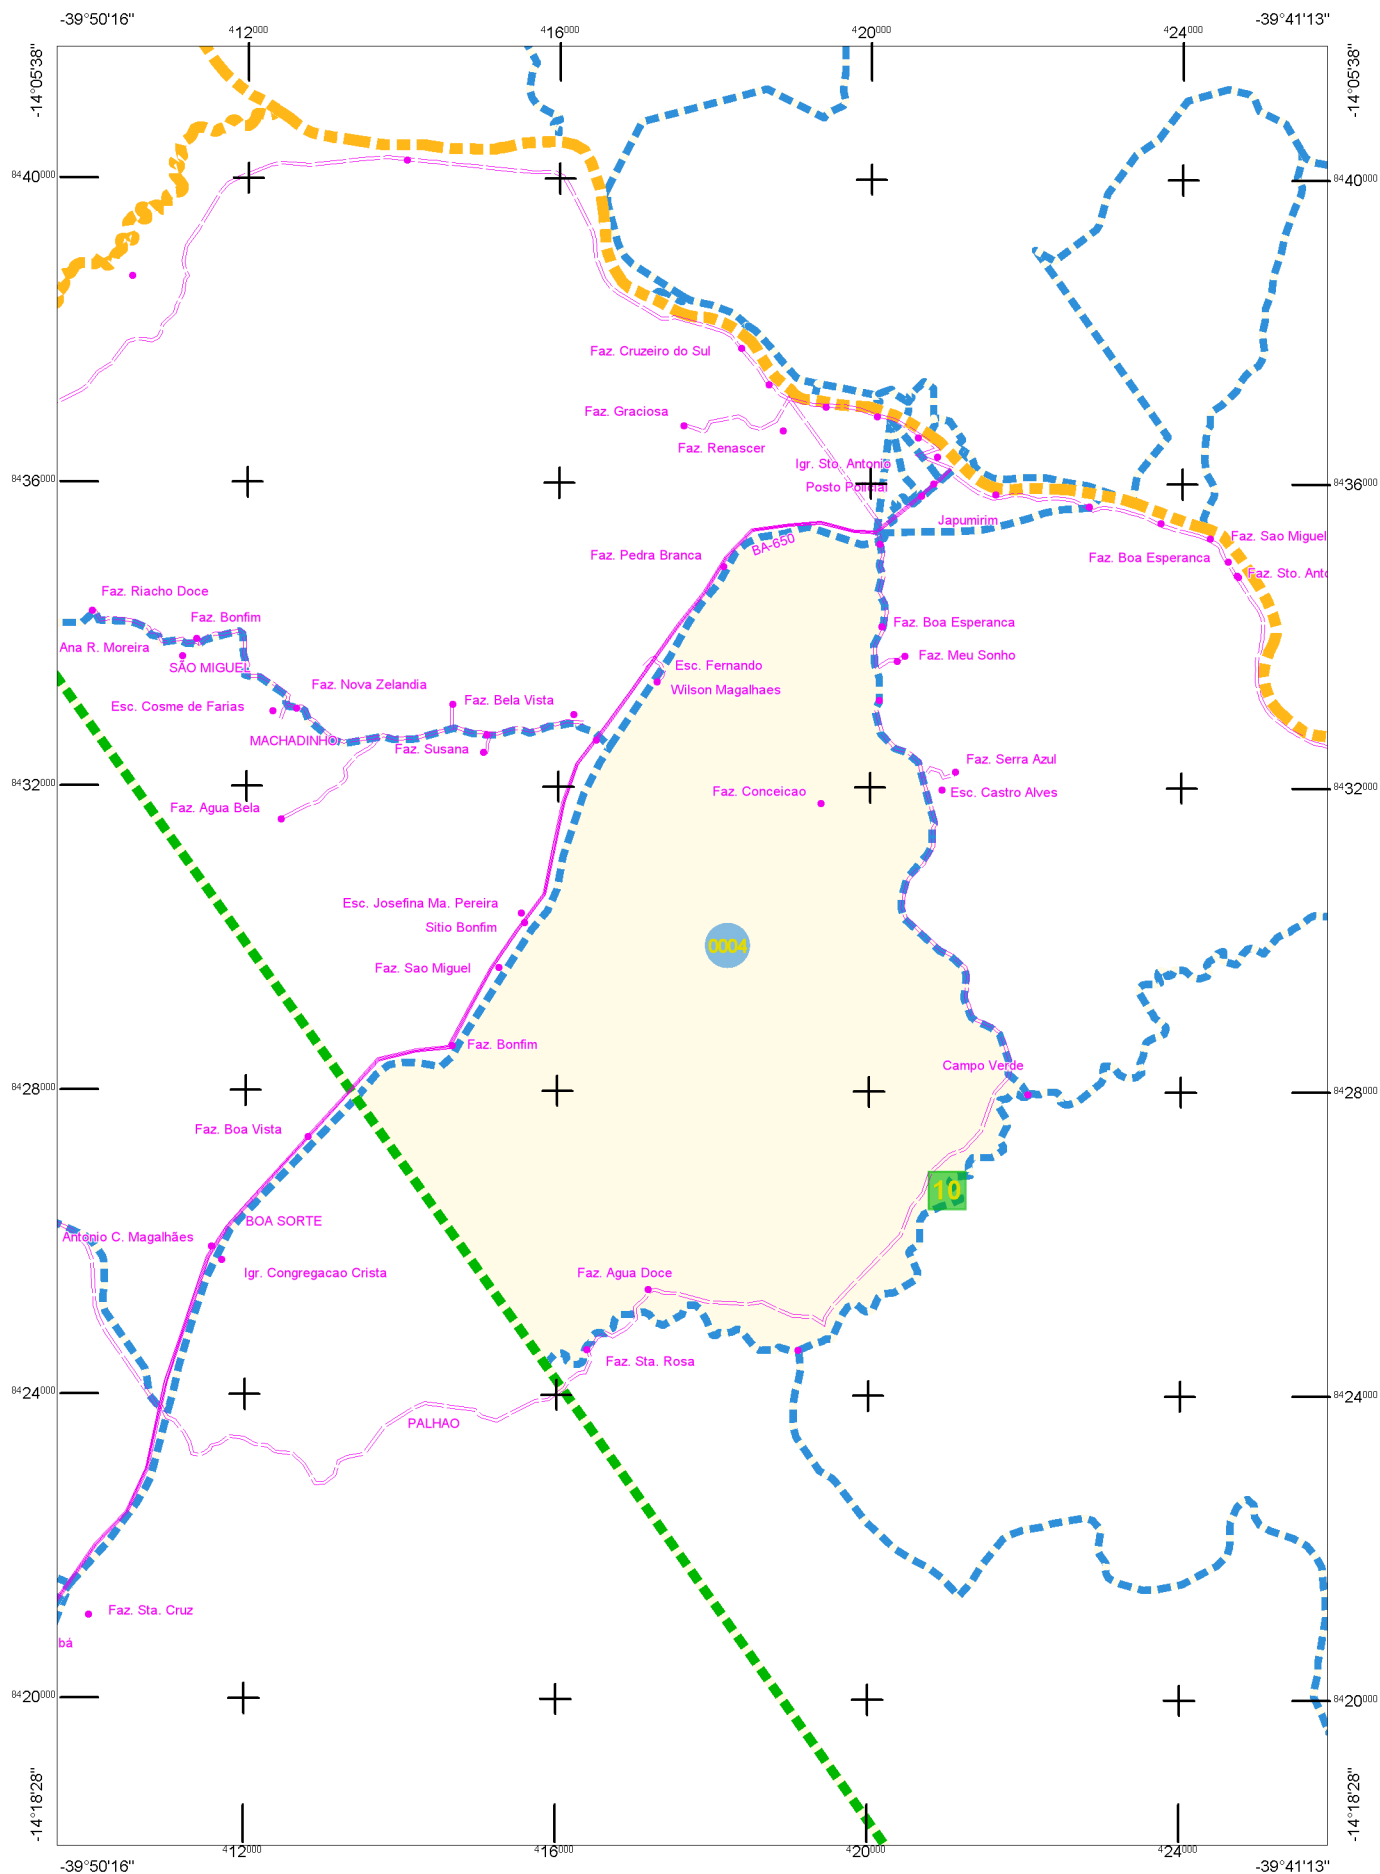 -39°50'16"
-39°41'13"
412000
416000
420000
424000
-14°05'38"
-14°05'38"
8440000
8440000
Faz. Cruzeiro do Sul
Faz. Graciosa
Faz. Renascer
Igr. Sto. Antonio
8436000
8436000
Posto Policial
Japumirim
BA-650
Faz. Sao Miguel
Faz. Pedra Branca
Faz. Boa Esperanca
Faz. Sto. Anto
Faz. Riacho Doce
Faz. Bonfim
Faz. Boa Esperanca
Ana R. Moreira
SÃO MIGUEL
Faz. Meu Sonho
Esc. Fernando
Faz. Nova Zelandia
Wilson Magalhaes
Esc. Cosme de Farias
Faz. Bela Vista
MACHADINHO
Faz. Susana
Faz. Serra Azul
8432000
8432000
Faz. Conceicao
Esc. Castro Alves
Faz. Agua Bela
Esc. Josefina Ma. Pereira
Sitio Bonfim
0004
Faz. Sao Miguel
Faz. Bonfim
Campo Verde
8428000
8428000
Faz. Boa Vista
10
BOA SORTE
Antonio C. Magalhães
Igr. Congregacao Crista
Faz. Agua Doce
Faz. Sta. Rosa
8424000
8424000
PALHAO
Faz. Sta. Cruz
bá
8420000
8420000
-14°18'28"
-14°18'28"
412000
416000
420000
424000
-39°50'16"
-39°41'13"